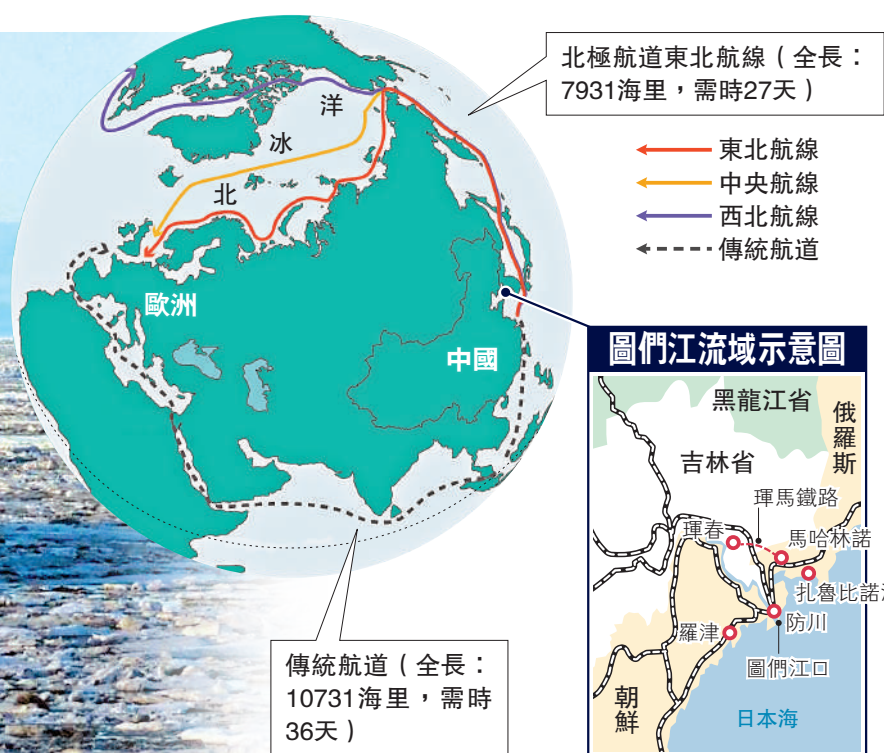 北極航道東北航線（全長：
7931海里，需時27天）
東北航線
中央航線
西北航線
傳統航道
洋
冰
北
歐洲
中國
傳統航道（全長：
10731海里，需時
36天）
圖們江流域示意圖
黑龍江省
俄羅斯
吉林省
琿馬鐵路
琿春
馬哈林諾
扎魯比諾
防川
羅津
圖們江口
朝鮮
日本海